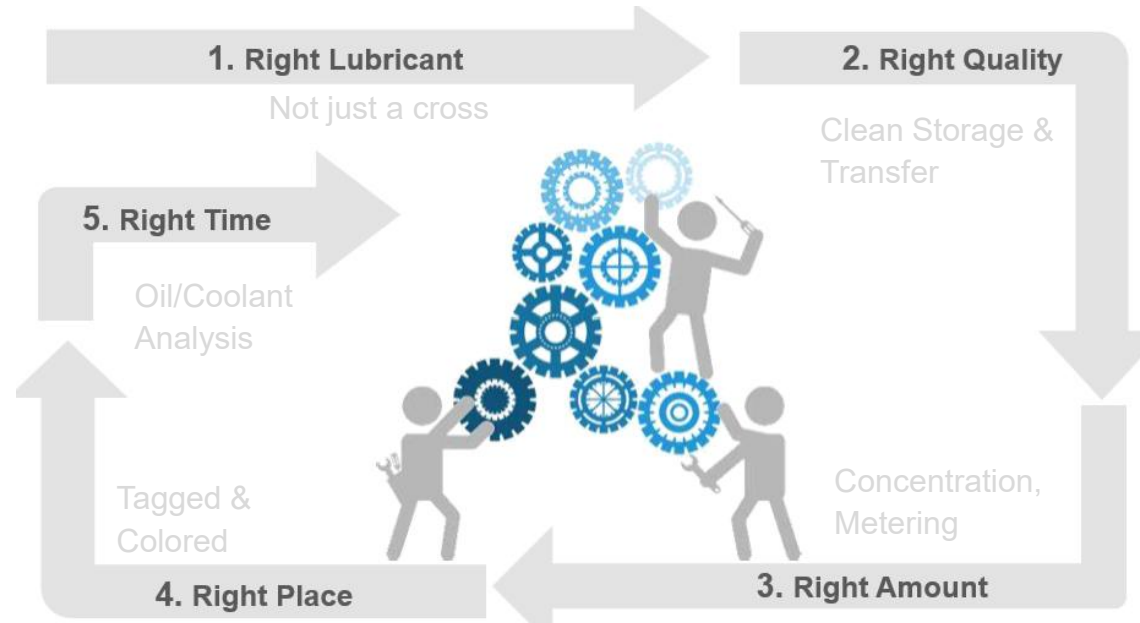 1. Right Lubricant
Not just a cross
2. Right Quality
Clean Storage &
Transfer
3. Right Amount
Concentration,
Metering
4. Right Place
Tagged &
Colored
5. Right Time
Oil/Coolant
Analysis